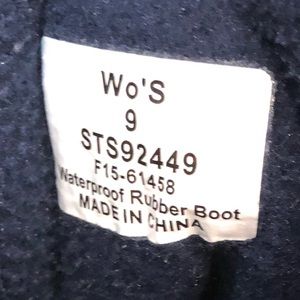 Wo'S
9
STS92449
F15-61458
Waterproof Rubber Boot
MADE IN CHINA